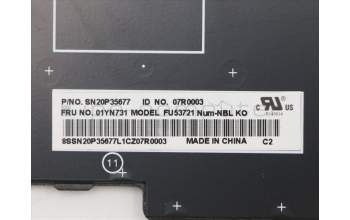 P/NO. SN20P35677 ID NO. 07R0003
FRU NO. 01YN731 MODEL FU53721 Num-NBL KO
8SSN20P35677L1CZ07R0003 MADE IN CHINA C2
11